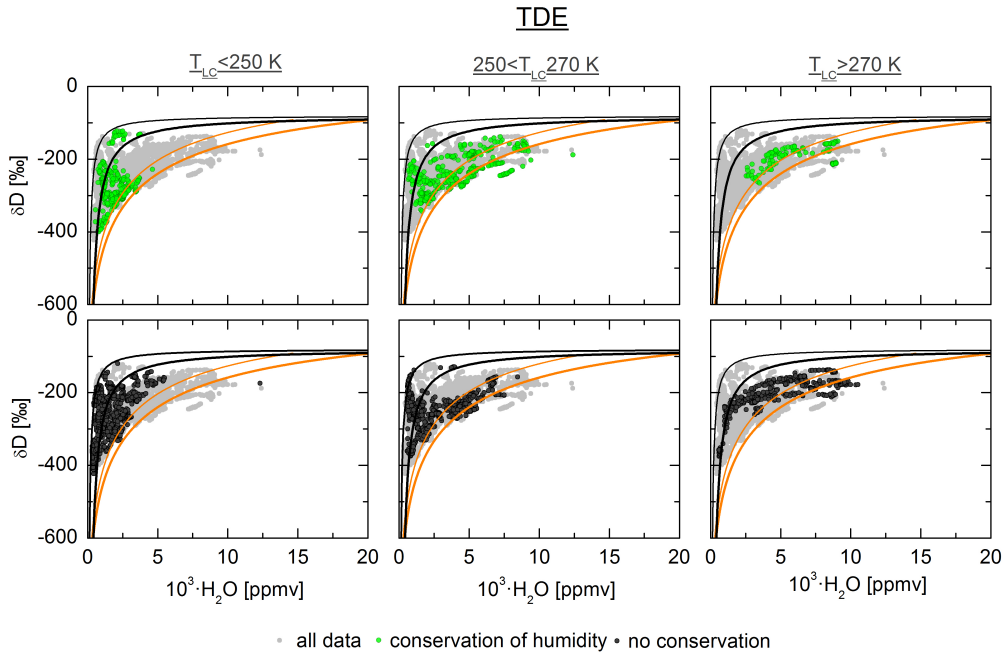 TDE
T_LC<250 K
250<T_LC270 K
T_LC>270 K
0
-200
-400
-600
δD [‰]
0
-200
-400
-600
δD [‰]
0 5 10 15 20
0 5 10 15 20
0 5 10 15 20
10³·H₂O [ppmv]
10³·H₂O [ppmv]
10³·H₂O [ppmv]
all data conservation of humidity no conservation